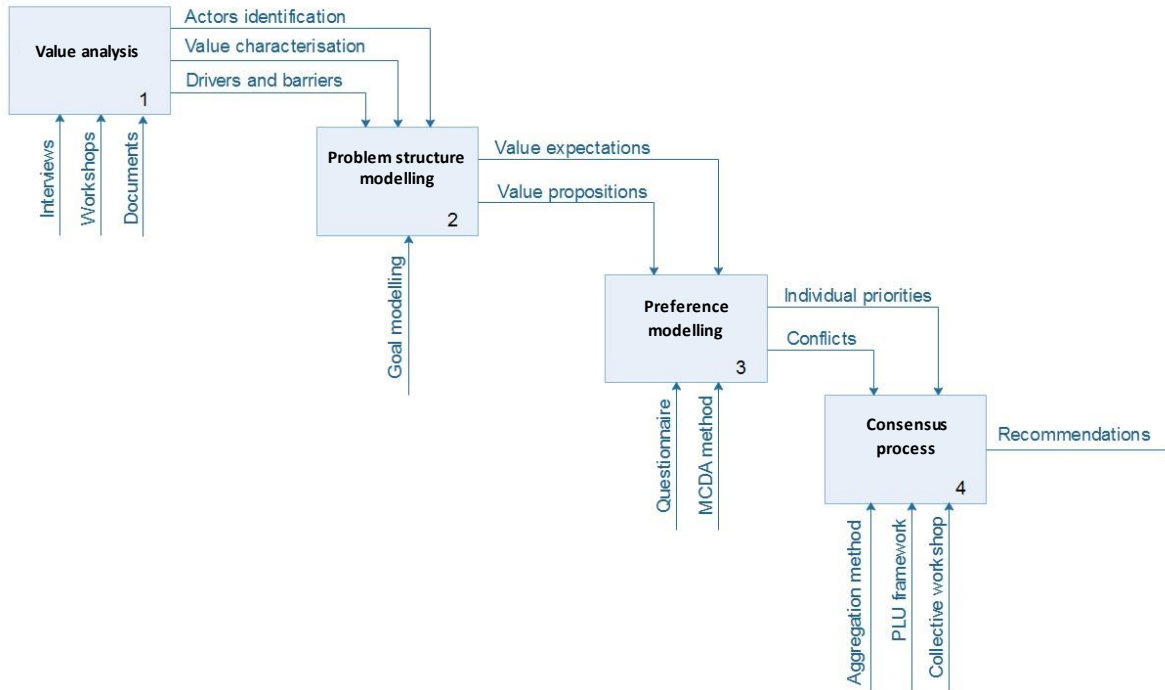 Actors identification
Value analysis
Value characterisation
Drivers and barriers
1
Interviews
Workshops
Documents
Problem structure
modelling
2
Value expectations
Value propositions
Goal modelling
Preference
modelling
3
Individual priorities
Conflicts
Questionnaire
MCDA method
Consensus
process
4
Recommendations
Aggregation method
PLU framework
Collective workshop